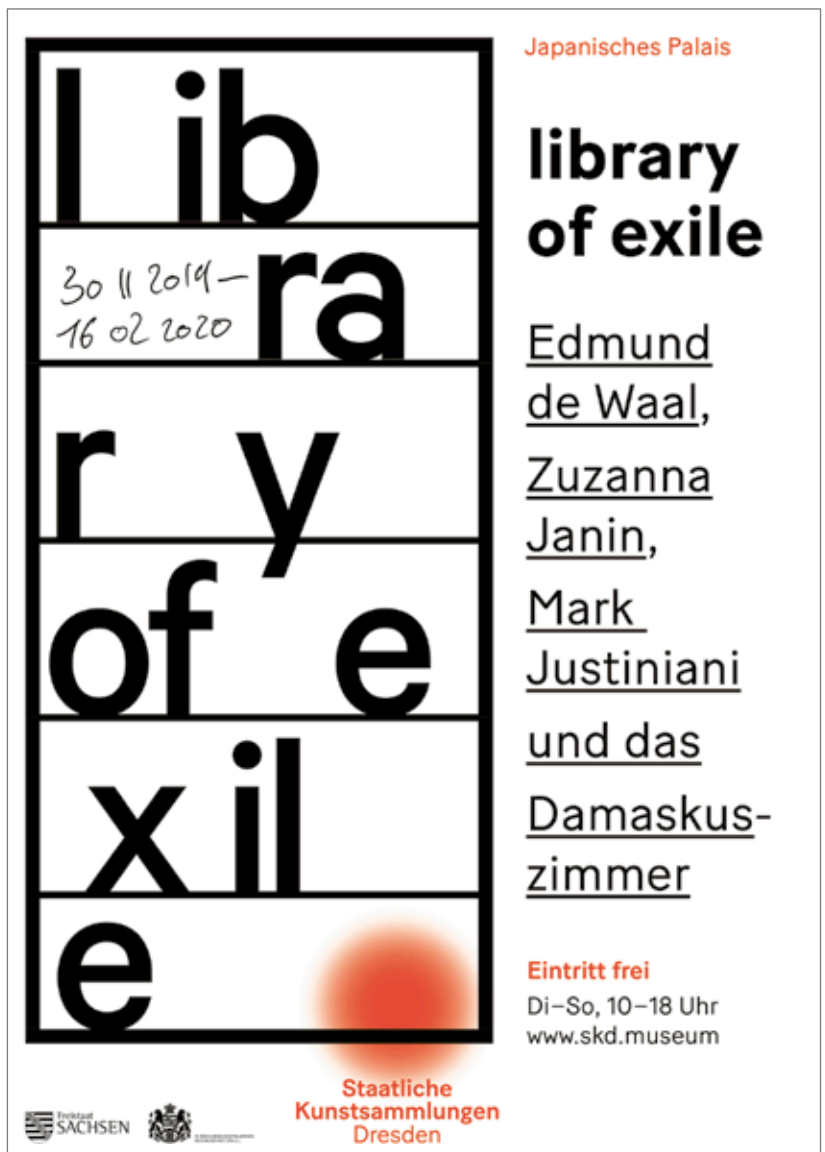 l ib
30 11 2019 –
16 02 2020
ra
r y
of e
x il
e
Japanisches Palais
library
of exile
Edmund
de Waal,
Zuzanna
Janin,
Mark
Justiniani
und das
Damaskus-
zimmer
Eintritt frei
Di–So, 10–18 Uhr
www.skd.museum
Freistaat
SACHSEN
Staatliche
Kunstsammlungen
Dresden